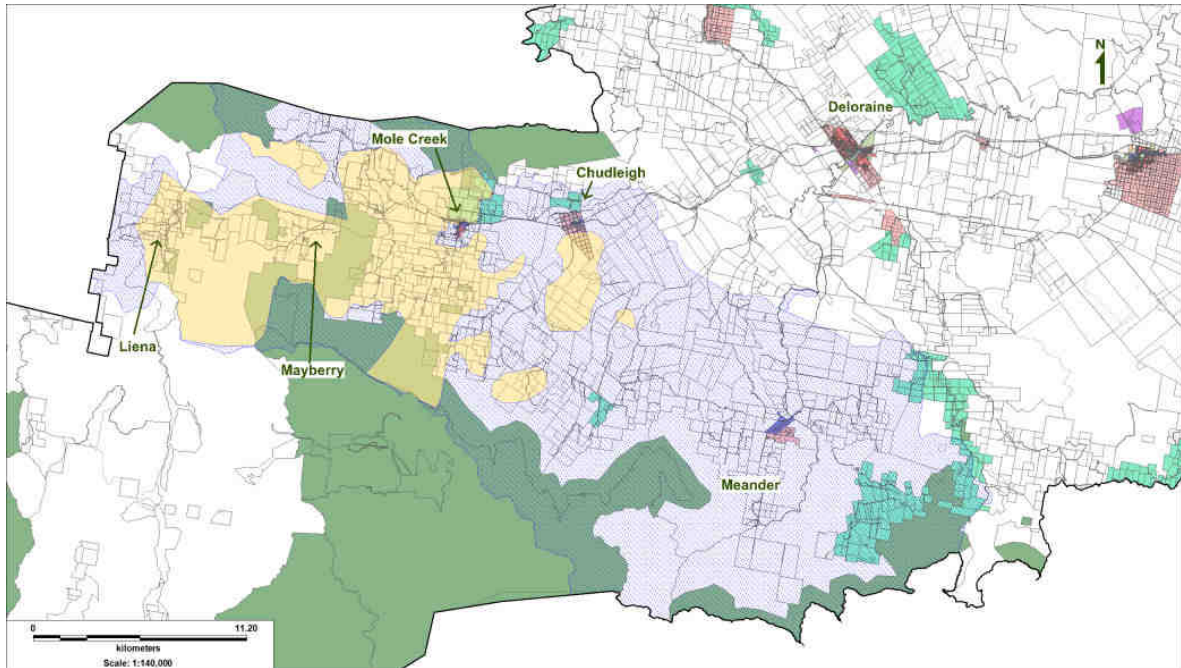 N
Deloraine
Mole Creek
Chudleigh
Liena
Mayberry
Meander
0 11.20
kilometers
Scale: 1:140,000